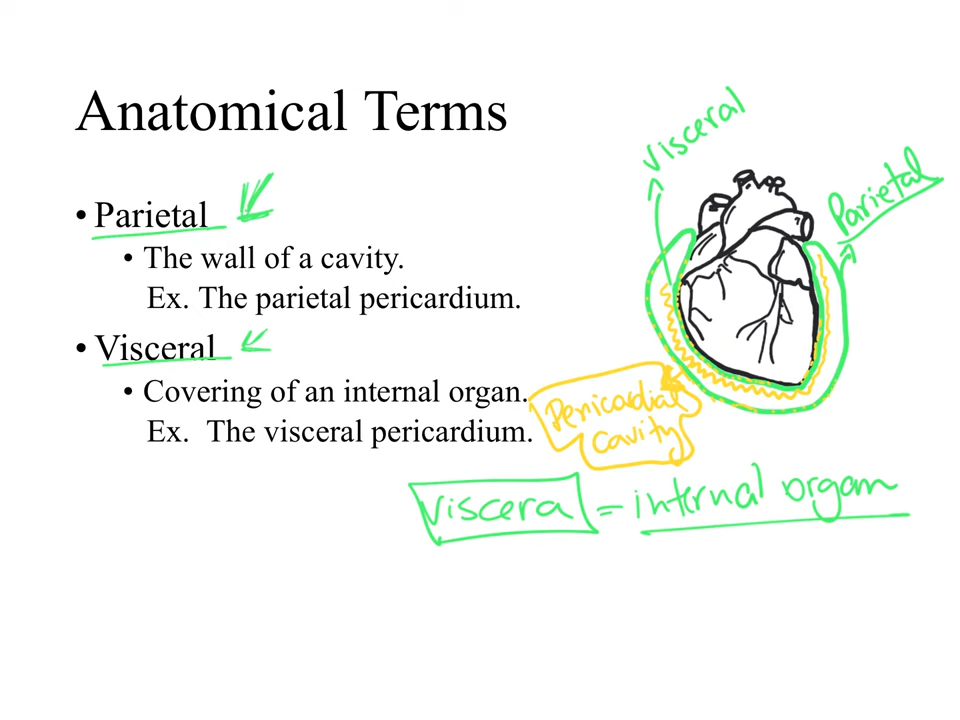 Anatomical Terms
• Parietal
• The wall of a cavity.
Ex. The parietal pericardium.
• Visceral
• Covering of an internal organ.
Ex. The visceral pericardium.
Visceral
Parietal
Pericardial
cavity
viscera = internal organ